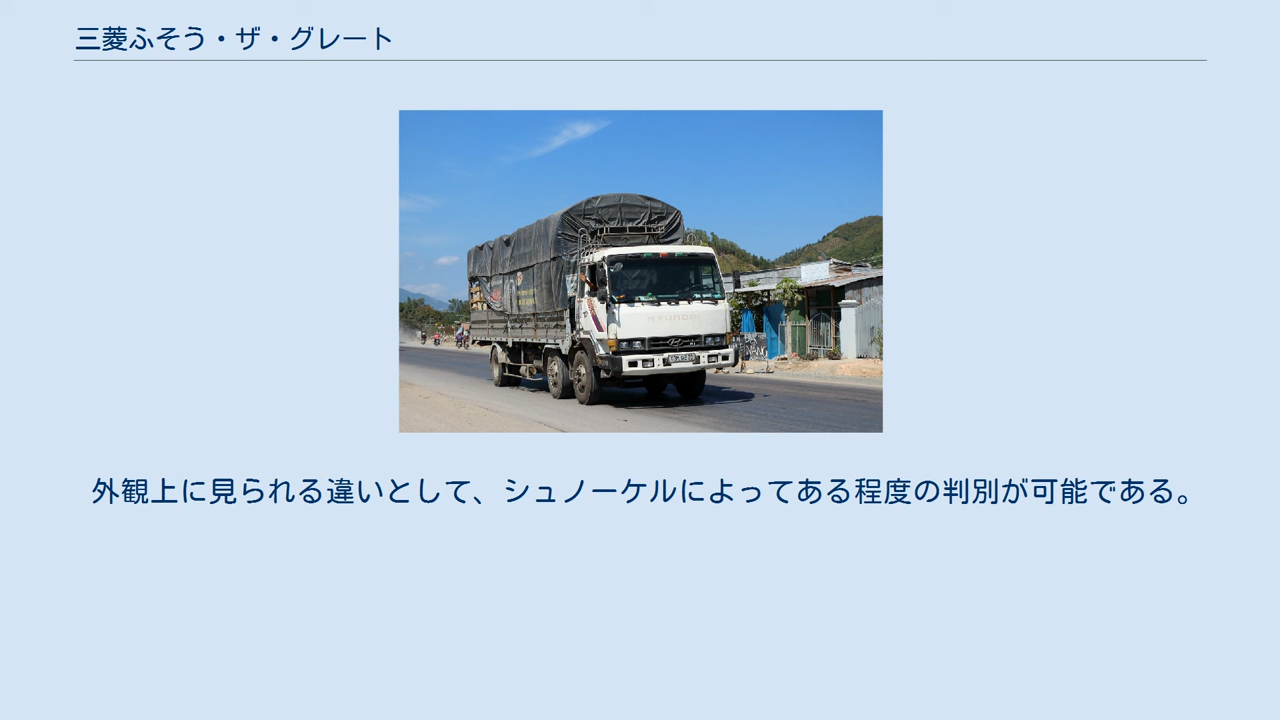 三菱ふそう・ザ・グレート
HYUNDAI
外観上に見られる違いとして、シュノーケルによってある程度の判別が可能である。